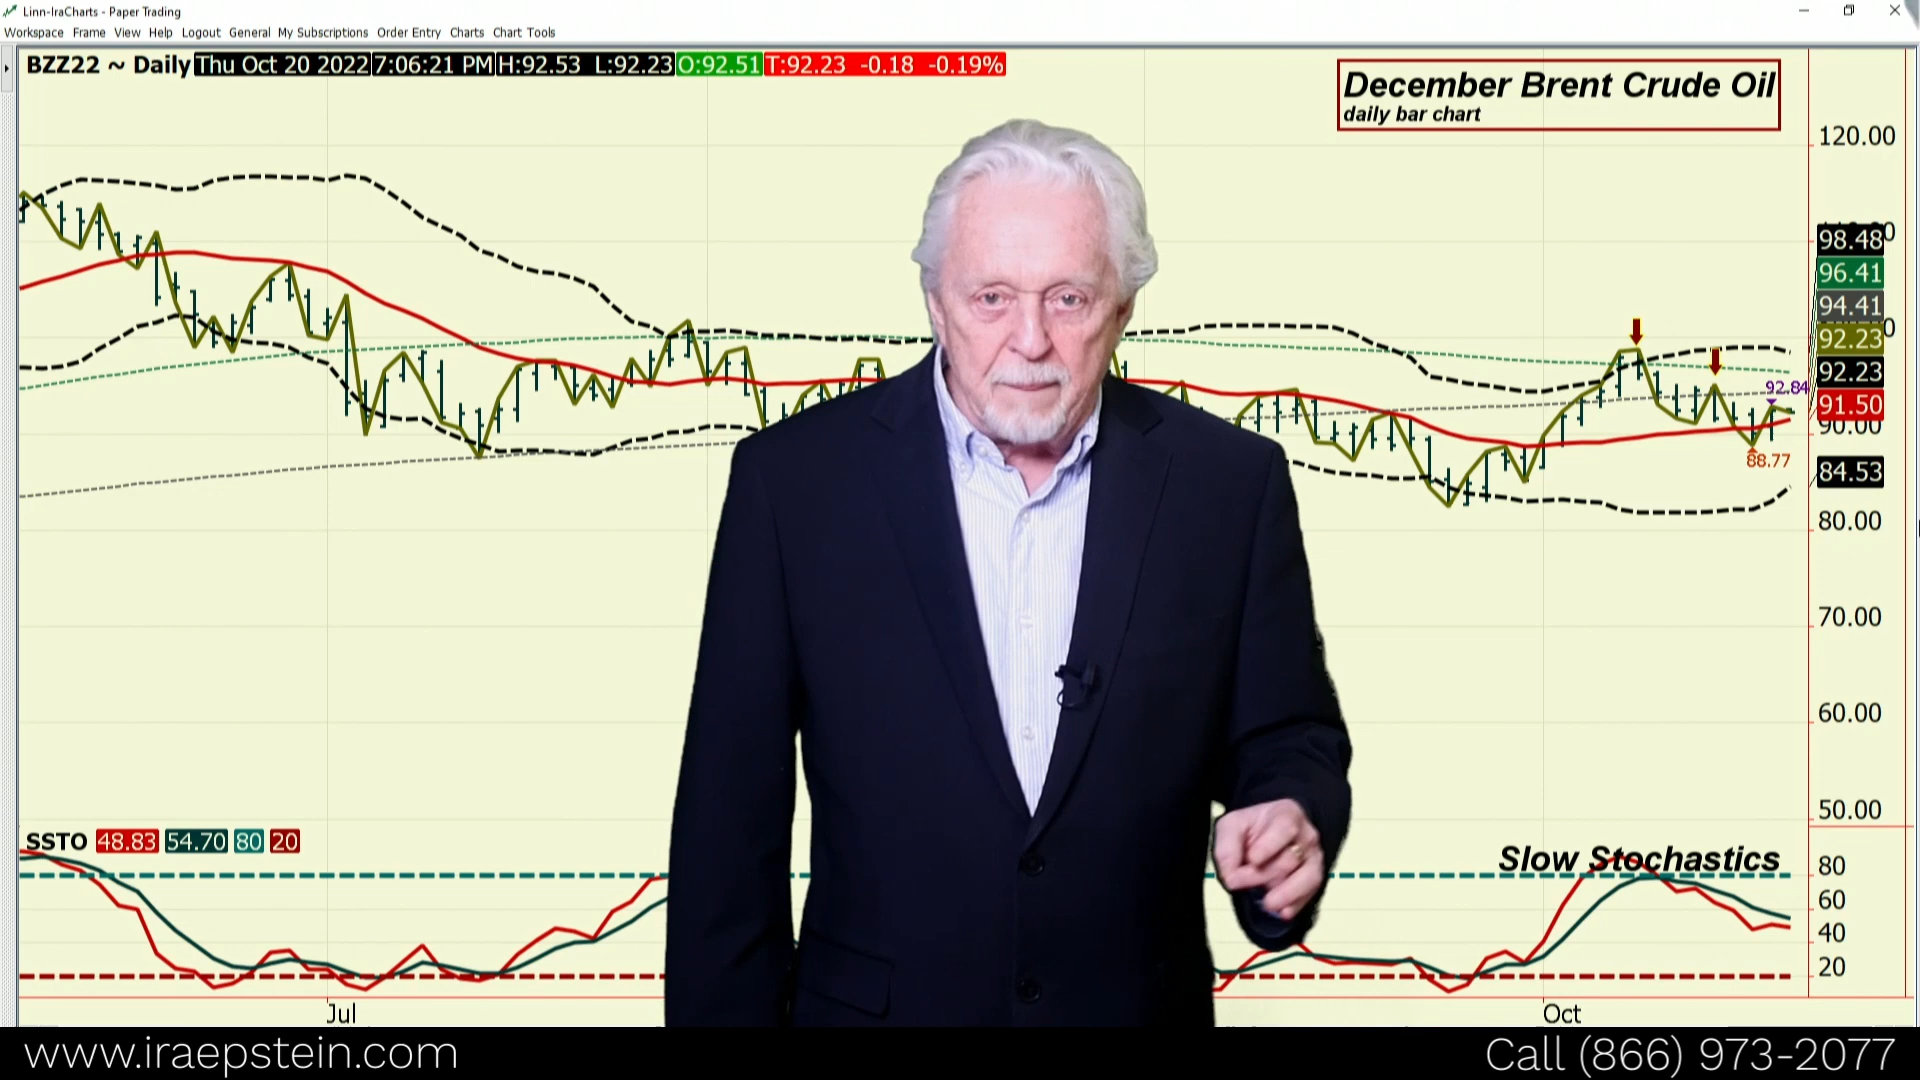 Linn-IraCharts - Paper Trading
Workspace Frame View Help Logout General My Subscriptions Order Entry Charts Chart Tools
BZZ22 ~ Daily Thu Oct 20 2022 7:06:21 PM H:92.53 L:92.23 O:92.51 T:92.23 -0.18 -0.19%
December Brent Crude Oil
daily bar chart
120.00
98.48
96.41
94.41
92.23
92.23
92.84
91.50
90.00
88.77
84.53
80.00
70.00
60.00
50.00
SSTO 48.83 54.70 80 20
Slow Stochastics
80
60
40
20
Jul
Oct
www.iraepstein.com
Call (866) 973-2077